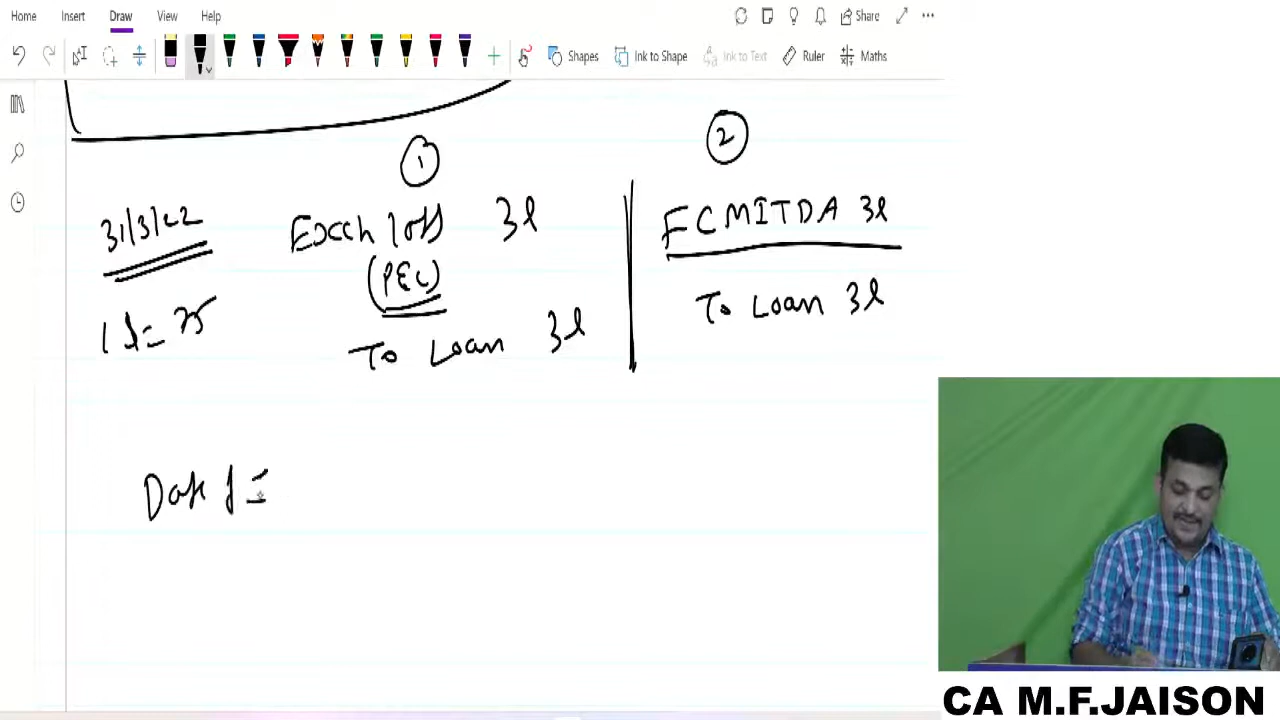 Home Insert Draw View Help Share
Shapes Ink to Shape Ink to Text Ruler Maths
1
2
31/3/22 Exch loss 3l FCMITDA 3l
(PEC)
To Loan 3l
1 $ = 75 To Loan 3l
CA M.F.JAISON